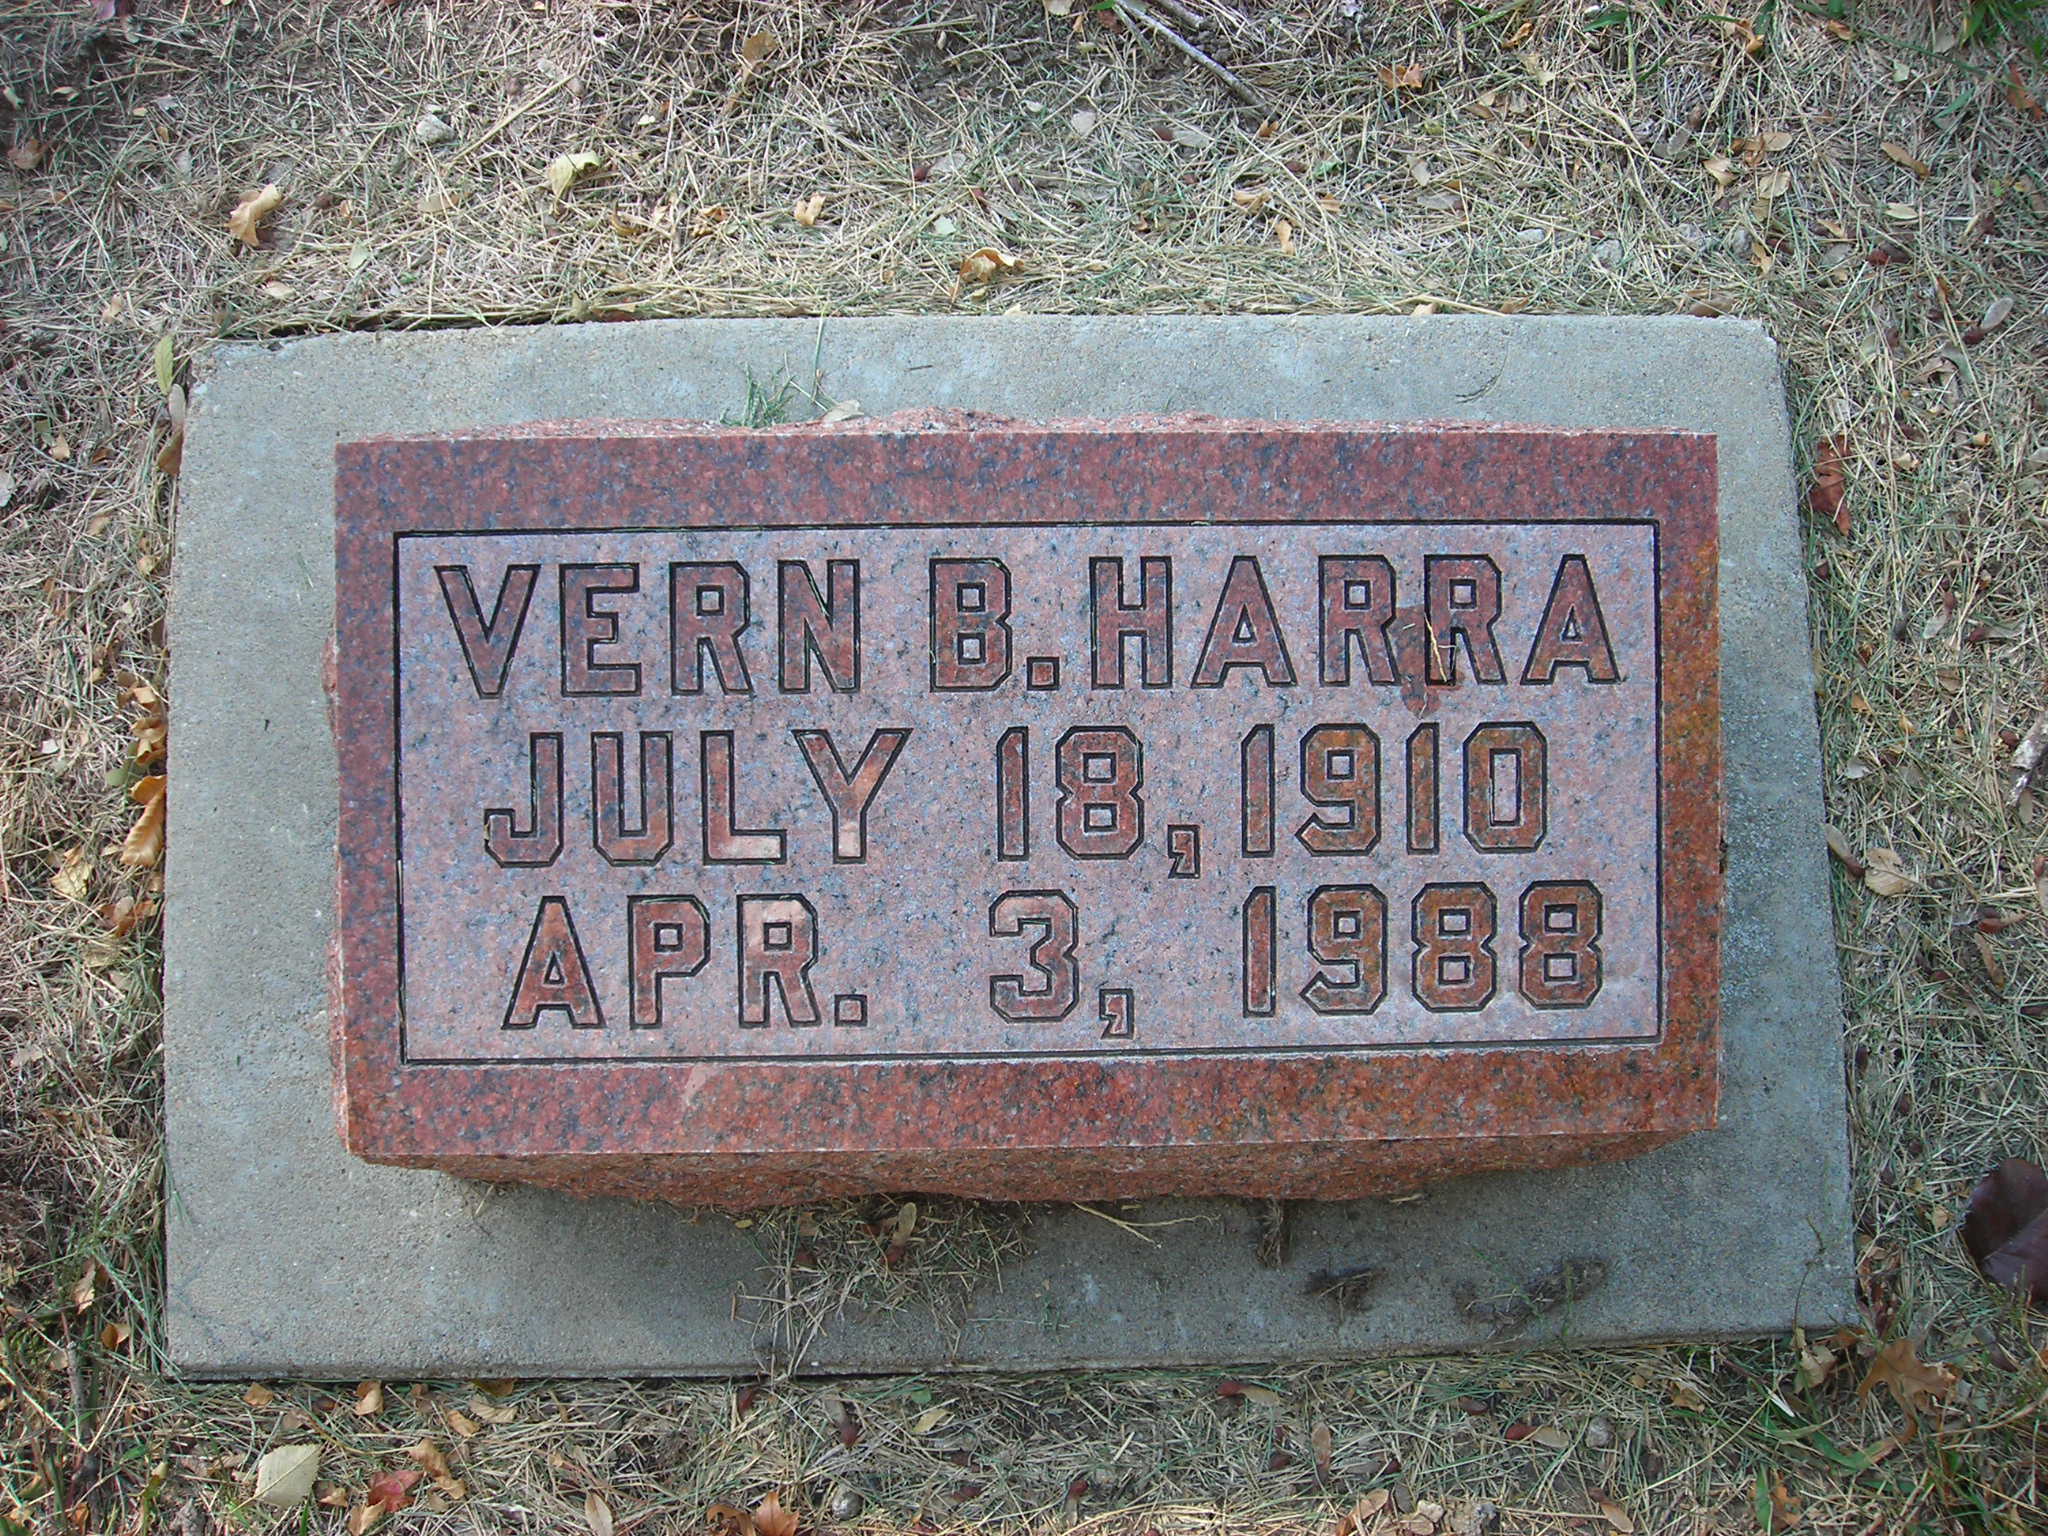 VERN B. HARRA
JULY 18, 1910
APR. 3, 1988